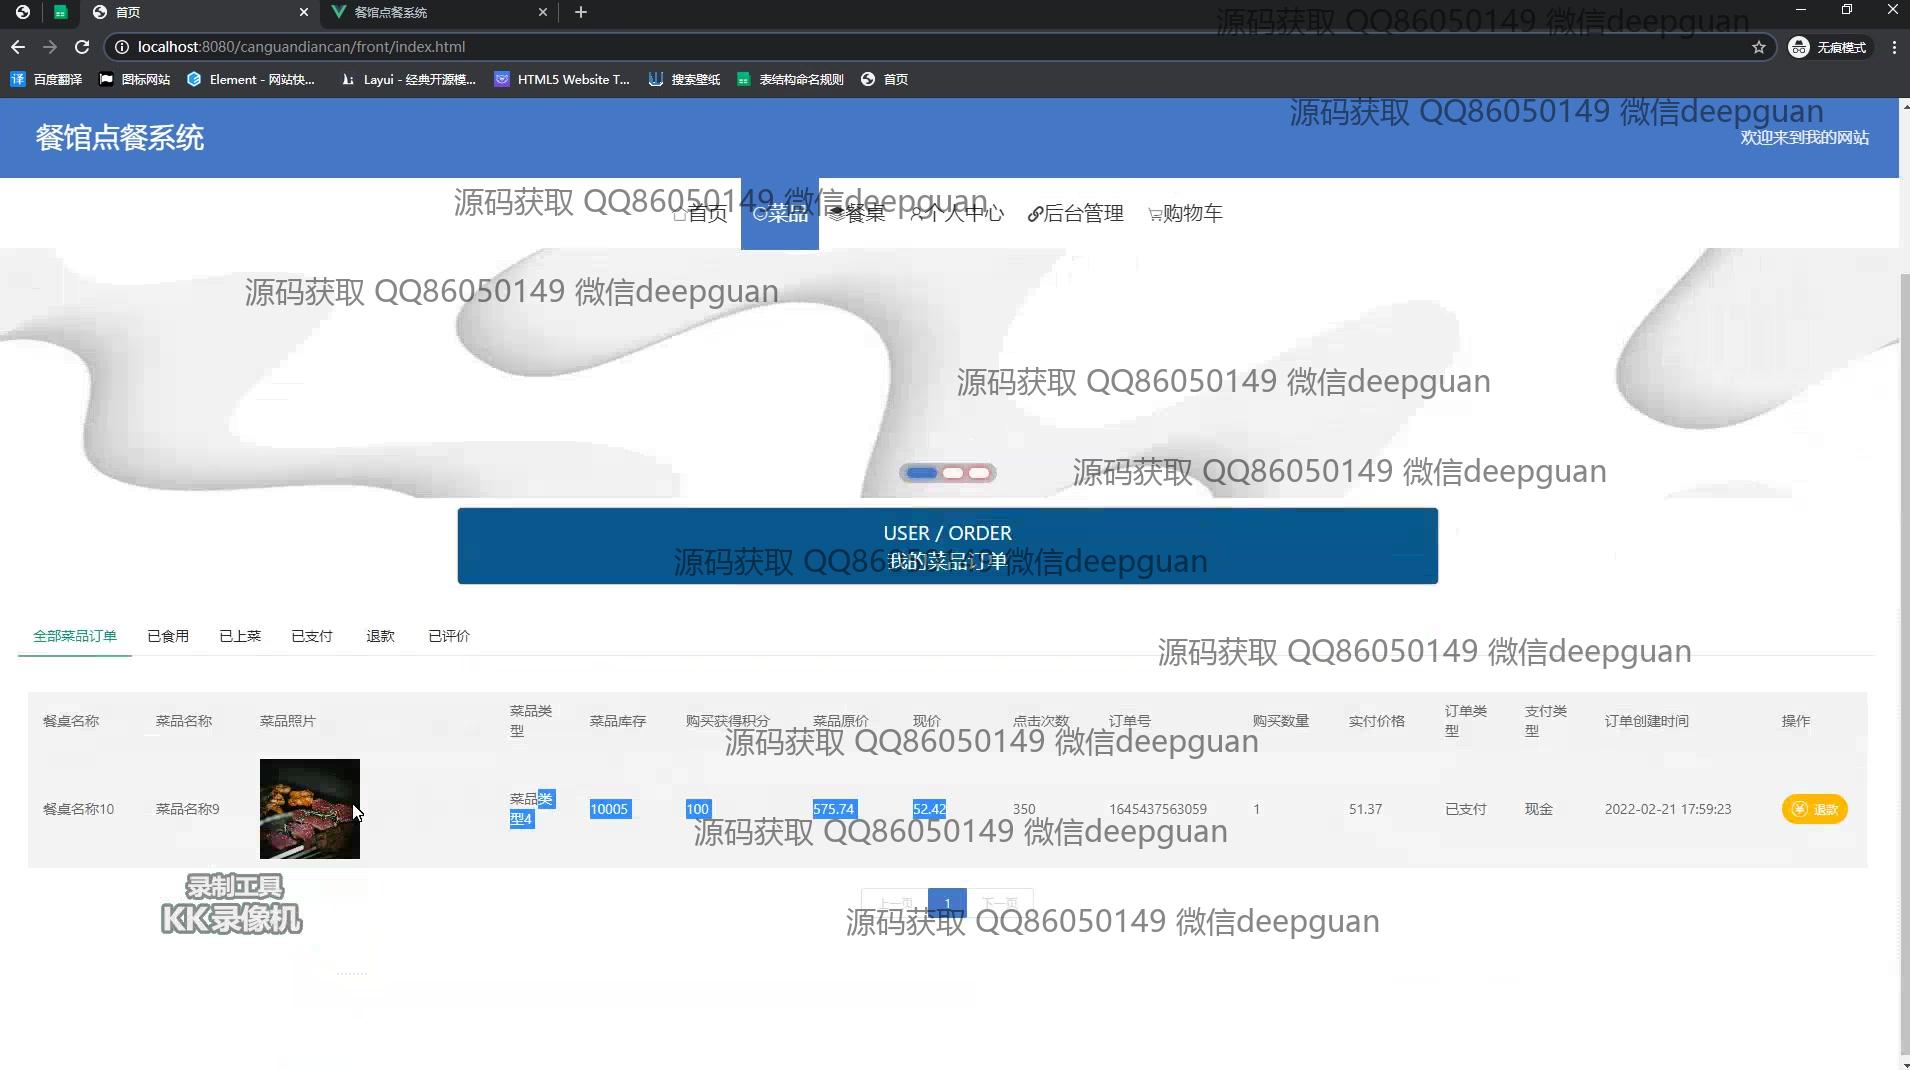 首页
餐馆点餐系统
localhost:8080/canguandiancan/front/index.html
无痕模式
源码获取 QQ86050149 微信deepguan
百度翻译
图标网站
Element - 网站快...
Layui - 经典开源模...
HTML5 Website T...
搜索壁纸
表结构命名规则
首页
源码获取 QQ86050149 微信deepguan
餐馆点餐系统
欢迎来到我的网站
源码获取 QQ86050149 微信deepguan
首页
菜品
餐桌
个人中心
后台管理
购物车
源码获取 QQ86050149 微信deepguan
源码获取 QQ86050149 微信deepguan
源码获取 QQ86050149 微信deepguan
USER / ORDER
我的菜品订单
源码获取 QQ86050149 微信deepguan
全部菜品订单
已食用
已上菜
已支付
退款
已评价
源码获取 QQ86050149 微信deepguan
餐桌名称
菜品名称
菜品照片
菜品类型
菜品库存
购买获得积分
菜品原价
现价
点击次数
订单号
购买数量
实付价格
订单类型
支付类型
订单创建时间
操作
源码获取 QQ86050149 微信deepguan
餐桌名称10
菜品名称9
菜品类型4
10005
100
575.74
52.42
350
1645437563059
1
51.37
已支付
现金
2022-02-21 17:59:23
退款
源码获取 QQ86050149 微信deepguan
录制工具
KK录像机
上一页
1
下一页
源码获取 QQ86050149 微信deepguan